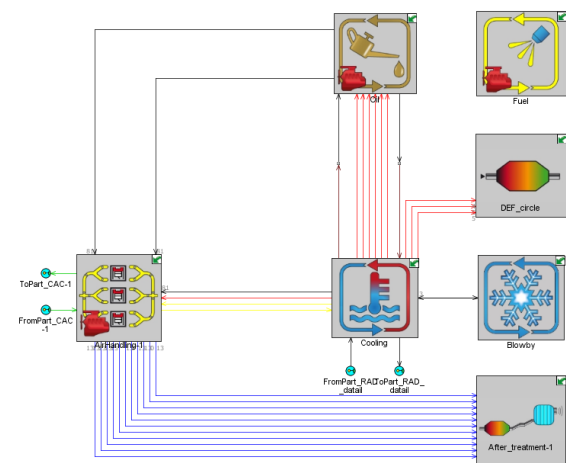 Oil
Fuel
DEF_circle
ToPart_CAC-1
FromPart_CAC
-1
AirHandling-1
Cooling
Blowby
FromPart_RAD
_datail
ToPart_RAD_
datail
After_treatment-1